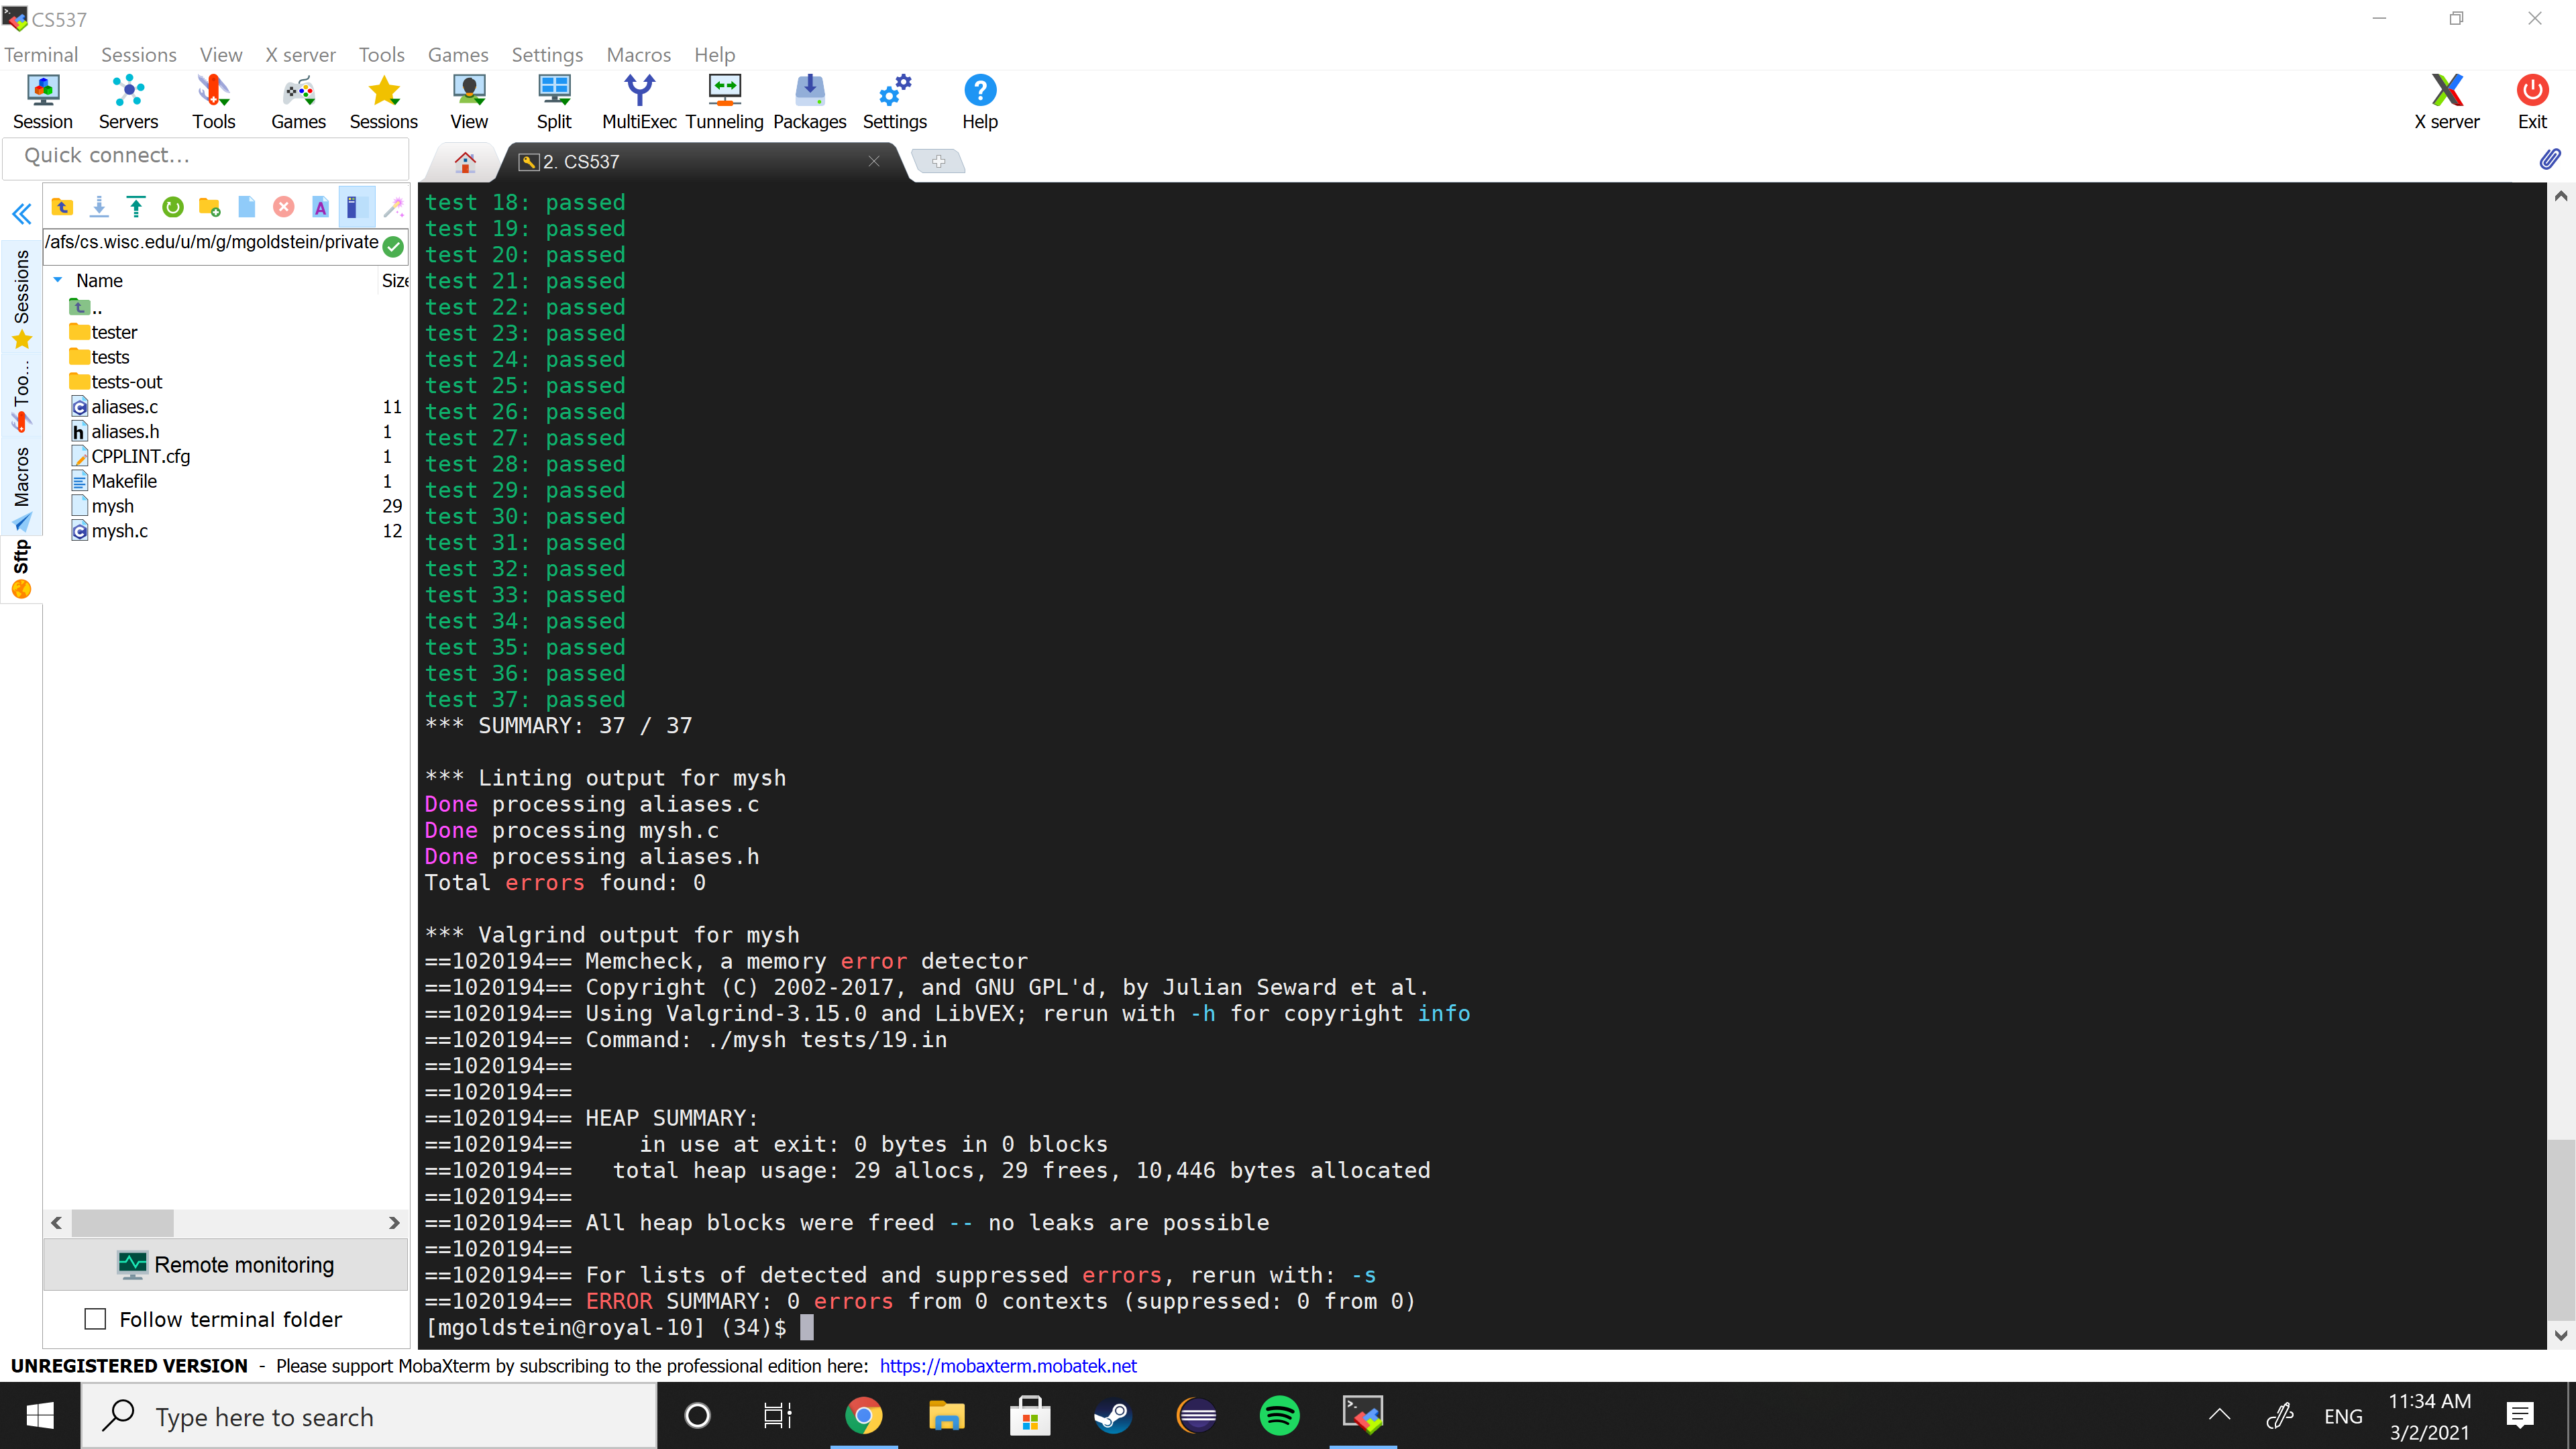 CS537
Terminal Sessions View X server Tools Games Settings Macros Help
Session Servers Tools Games Sessions View Split MultiExec Tunneling Packages Settings Help X server Exit
Quick connect...
2. CS537
/afs/cs.wisc.edu/u/m/g/mgoldstein/private
Sessions
Too...
Macros
Sftp
Name Size
..
tester
tests
tests-out
aliases.c 11
aliases.h 1
CPPLINT.cfg 1
Makefile 1
mysh 29
mysh.c 12
Remote monitoring
Follow terminal folder
test 18: passed
test 19: passed
test 20: passed
test 21: passed
test 22: passed
test 23: passed
test 24: passed
test 25: passed
test 26: passed
test 27: passed
test 28: passed
test 29: passed
test 30: passed
test 31: passed
test 32: passed
test 33: passed
test 34: passed
test 35: passed
test 36: passed
test 37: passed
*** SUMMARY: 37 / 37
*** Linting output for mysh
Done processing aliases.c
Done processing mysh.c
Done processing aliases.h
Total errors found: 0
*** Valgrind output for mysh
==1020194== Memcheck, a memory error detector
==1020194== Copyright (C) 2002-2017, and GNU GPL'd, by Julian Seward et al.
==1020194== Using Valgrind-3.15.0 and LibVEX; rerun with -h for copyright info
==1020194== Command: ./mysh tests/19.in
==1020194==
==1020194==
==1020194== HEAP SUMMARY:
==1020194==     in use at exit: 0 bytes in 0 blocks
==1020194==   total heap usage: 29 allocs, 29 frees, 10,446 bytes allocated
==1020194==
==1020194== All heap blocks were freed -- no leaks are possible
==1020194==
==1020194== For lists of detected and suppressed errors, rerun with: -s
==1020194== ERROR SUMMARY: 0 errors from 0 contexts (suppressed: 0 from 0)
[mgoldstein@royal-10] (34)$
UNREGISTERED VERSION - Please support MobaXterm by subscribing to the professional edition here: https://mobaxterm.mobatek.net
Type here to search
ENG
11:34 AM
3/2/2021